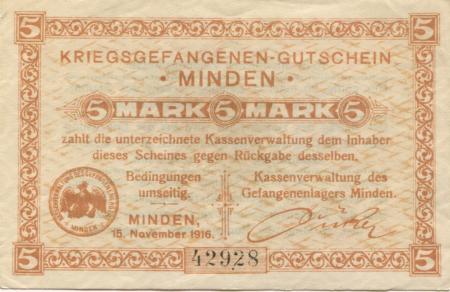 5 5
KRIEGSGEFANGENEN-GUTSCHEIN
· MINDEN ·
5 MARK 5 MARK 5
zahlt die unterzeichnete Kassenverwaltung dem Inhaber
dieses Scheines gegen Rückgabe desselben.
Bedingungen
umseitig.
Kassenverwaltung des
Gefangenenlagers Minden.
MINDEN
MINDEN,
15. November 1916.
5 42928 5